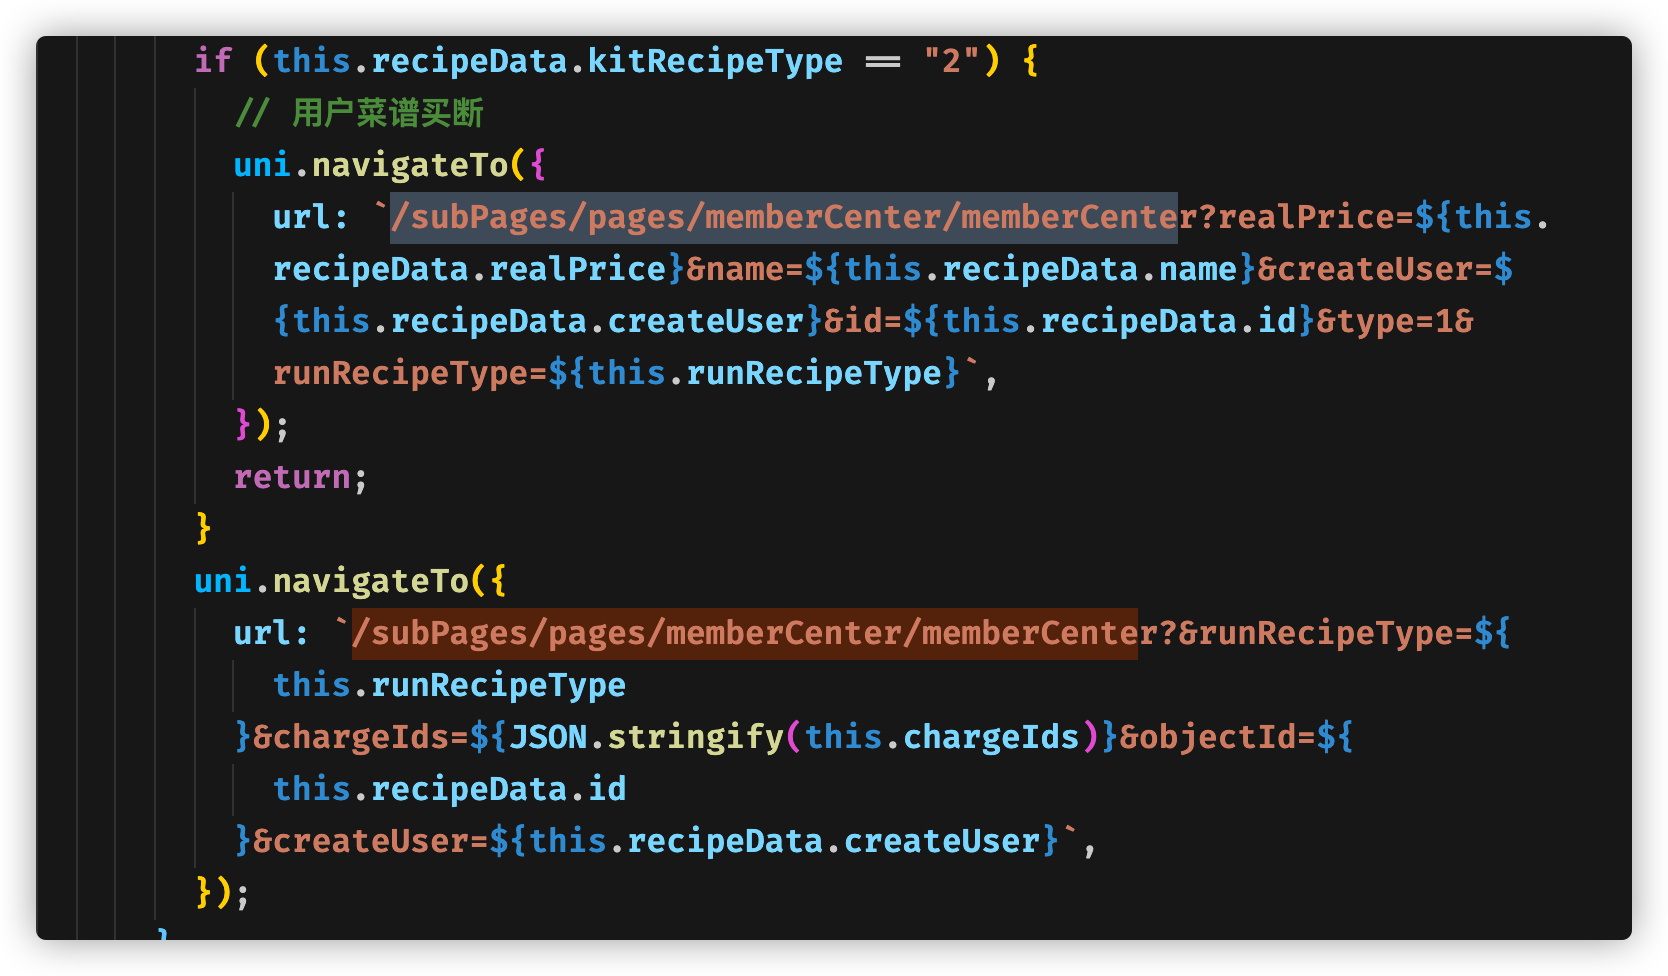 if (this.recipeData.kitRecipeType == "2") {
// 用户菜谱买断
uni.navigateTo({
url: `/subPages/pages/memberCenter/memberCenter?realPrice=${this.
recipeData.realPrice}&name=${this.recipeData.name}&createUser=$
{this.recipeData.createUser}&id=${this.recipeData.id}&type=1&
runRecipeType=${this.runRecipeType}`,
});
return;
}
uni.navigateTo({
url: `/subPages/pages/memberCenter/memberCenter?&runRecipeType=${
this.runRecipeType
}&chargeIds=${JSON.stringify(this.chargeIds)}&objectId=${
this.recipeData.id
}&createUser=${this.recipeData.createUser}`,
});
}